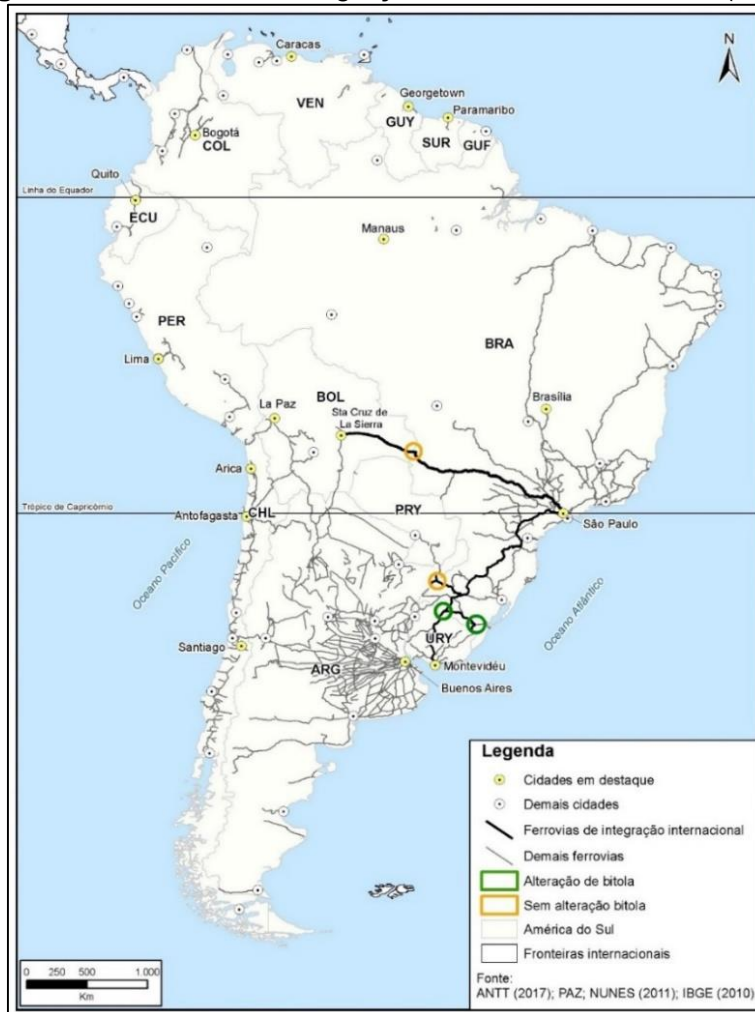 Caracas
N
VEN
Georgetown
Paramaribo
GUY
SUR
GUF
Bogotá
COL
Quito
Linha do Equador
ECU
Manaus
PER
BRA
Lima
BOL
Brasília
La Paz
Sta Cruz de
La Sierra
Arica
PRY
Trópico de Capricórnio
CHL
Antofagasta
São Paulo
Oceano Pacífico
Oceano Atlântico
URY
Santiago
ARG
Montevidéu
Buenos Aires
Legenda
Cidades em destaque
Demais cidades
Ferrovias de integração internacional
Demais ferrovias
Alteração de bitola
Sem alteração bitola
América do Sul
Fronteiras internacionais
Fonte:
ANTT (2017); PAZ; NUNES (2011); IBGE (2010)
0 250 500 1.000
Km